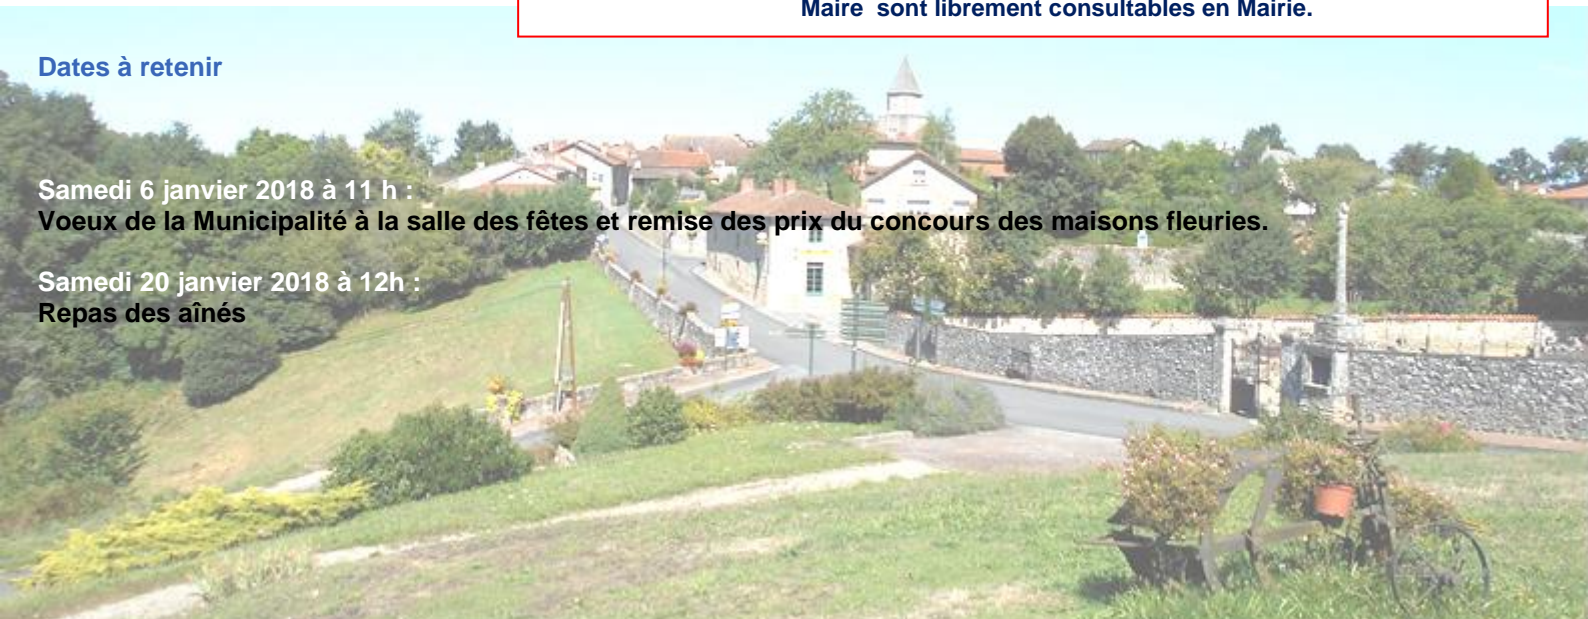 Maire sont librement consultables en Mairie.
Dates à retenir
Samedi 6 janvier 2018 à 11 h :
Voeux de la Municipalité à la salle des fêtes et remise des prix du concours des maisons fleuries.
Samedi 20 janvier 2018 à 12h :
Repas des aînés